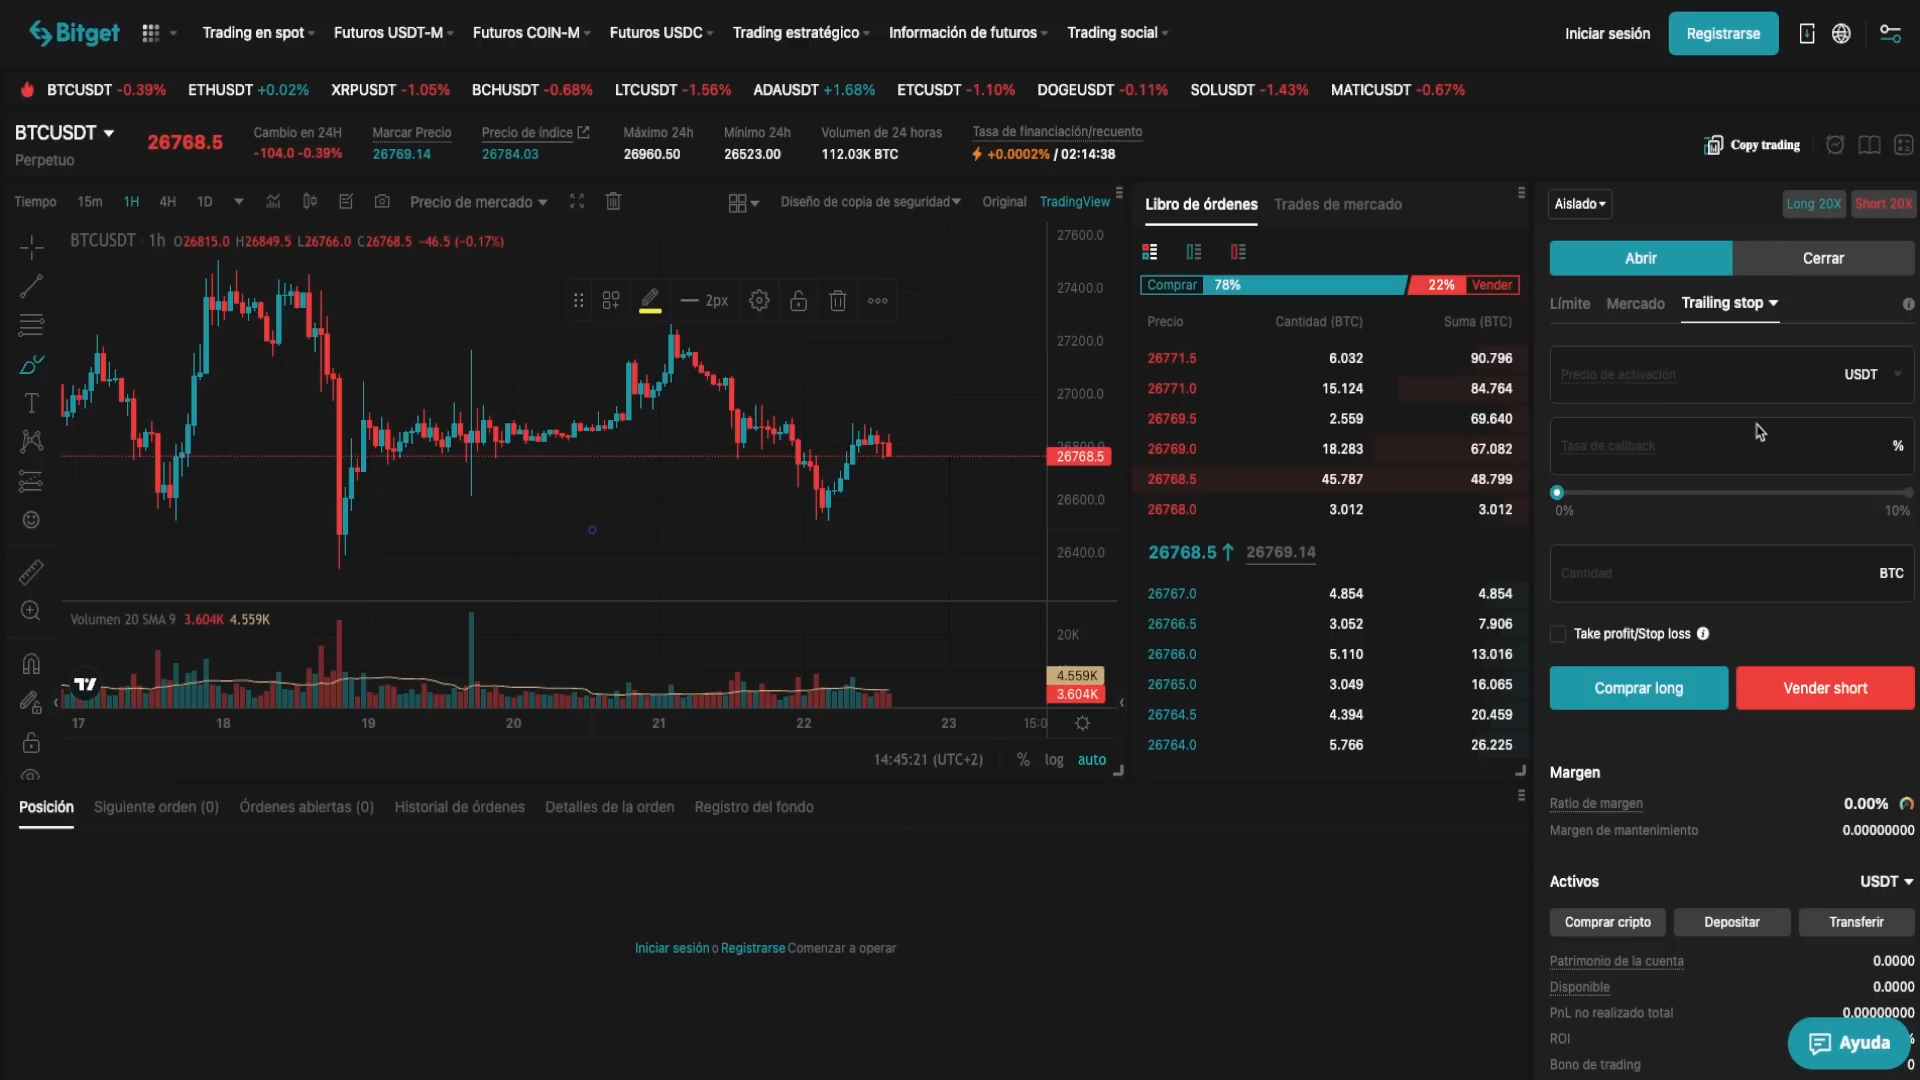 Bitget
Trading en spot Futuros USDT-M Futuros COIN-M Futuros USDC Trading estratégico Información de futuros Trading social Iniciar sesión Registrarse
BTCUSDT -0.39% ETHUSDT +0.02% XRPUSDT -1.05% BCHUSDT -0.68% LTCUSDT -1.56% ADAUSDT +1.68% ETCUSDT -1.10% DOGEUSDT -0.11% SOLUSDT -1.43% MATICUSDT -0.67%
BTCUSDT
Perpetuo
26768.5
Cambio en 24H
-104.0 -0.39%
Marcar Precio
26769.14
Precio de índice
26784.03
Máximo 24h
26960.50
Mínimo 24h
26523.00
Volumen de 24 horas
112.03K BTC
Tasa de financiación/recuento
+0.0002% / 02:14:38
Copy trading
Tiempo 15m 1H 4H 1D Precio de mercado Diseño de copia de seguridad Original TradingView
BTCUSDT · 1h O26815.0 H26849.5 L26766.0 C26768.5 -46.5 (-0.17%)
2px
27600.0
27400.0
27200.0
27000.0
26800.0
26768.5
26600.0
26400.0
Volumen 20 SMA 9 3.604K 4.559K
20K
4.559K
3.604K
17 18 19 20 21 22 23 15:0
14:45:21 (UTC+2) % log auto
Libro de órdenes Trades de mercado
Comprar 78% 22% Vender
Precio Cantidad (BTC) Suma (BTC)
26771.5 6.032 90.796
26771.0 15.124 84.764
26769.5 2.559 69.640
26769.0 18.283 67.082
26768.5 45.787 48.799
26768.0 3.012 3.012
26768.5 26769.14
26767.0 4.854 4.854
26766.5 3.052 7.906
26766.0 5.110 13.016
26765.0 3.049 16.065
26764.5 4.394 20.459
26764.0 5.766 26.225
Aislado Long 20X Short 20X
Abrir Cerrar
Límite Mercado Trailing stop
Precio de activación USDT
Tasa de callback %
0% 10%
Cantidad BTC
Take profit/Stop loss
Comprar long Vender short
Margen
Ratio de margen 0.00%
Margen de mantenimiento 0.00000000
Activos USDT
Comprar cripto Depositar Transferir
Patrimonio de la cuenta 0.0000
Disponible 0.0000
PnL no realizado total 0.00000000
ROI %
Bono de trading 0
Ayuda
Posición Siguiente orden (0) Órdenes abiertas (0) Historial de órdenes Detalles de la orden Registro del fondo
Iniciar sesión o Registrarse Comenzar a operar